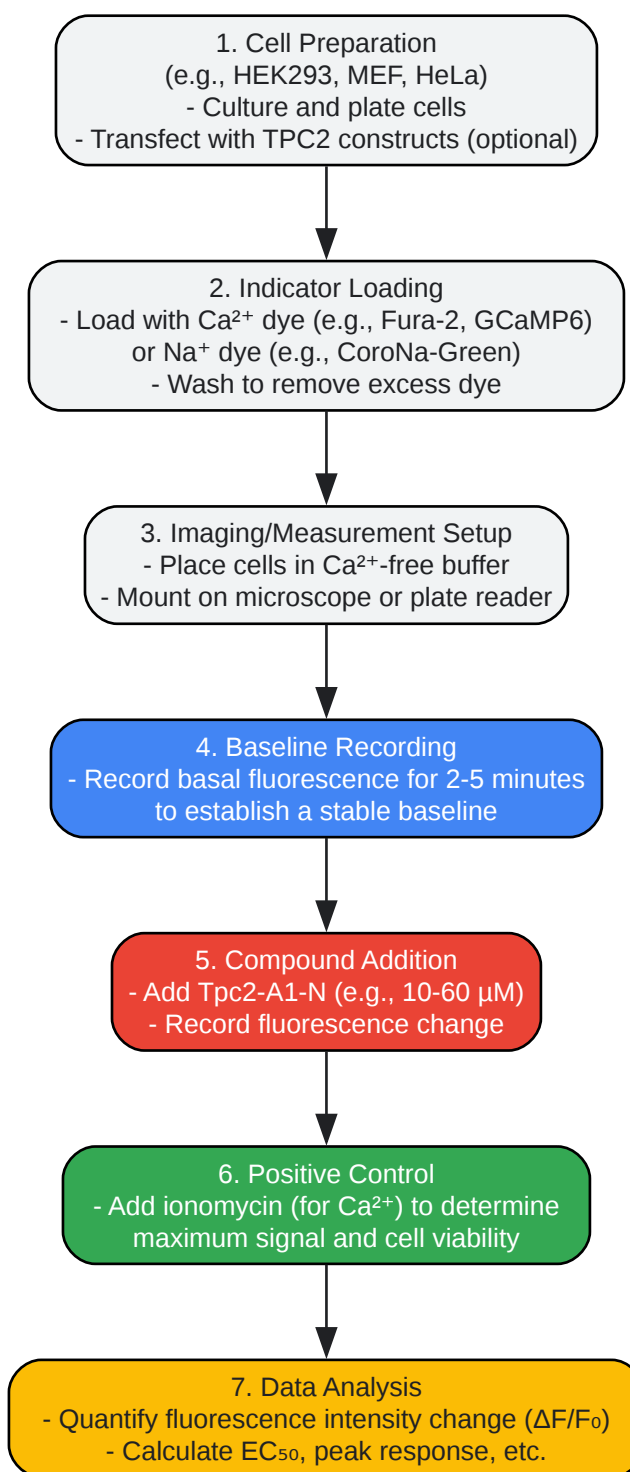 1. Cell Preparation
(e.g., HEK293, MEF, HeLa)
- Culture and plate cells
- Transfect with TPC2 constructs (optional)
2. Indicator Loading
- Load with Ca²⁺ dye (e.g., Fura-2, GCaMP6)
or Na⁺ dye (e.g., CoroNa-Green)
- Wash to remove excess dye
3. Imaging/Measurement Setup
- Place cells in Ca²⁺-free buffer
- Mount on microscope or plate reader
4. Baseline Recording
- Record basal fluorescence for 2-5 minutes
to establish a stable baseline
5. Compound Addition
- Add Tpc2-A1-N (e.g., 10-60 µM)
- Record fluorescence change
6. Positive Control
- Add ionomycin (for Ca²⁺) to determine
maximum signal and cell viability
7. Data Analysis
- Quantify fluorescence intensity change (ΔF/F₀)
- Calculate EC₅₀, peak response, etc.